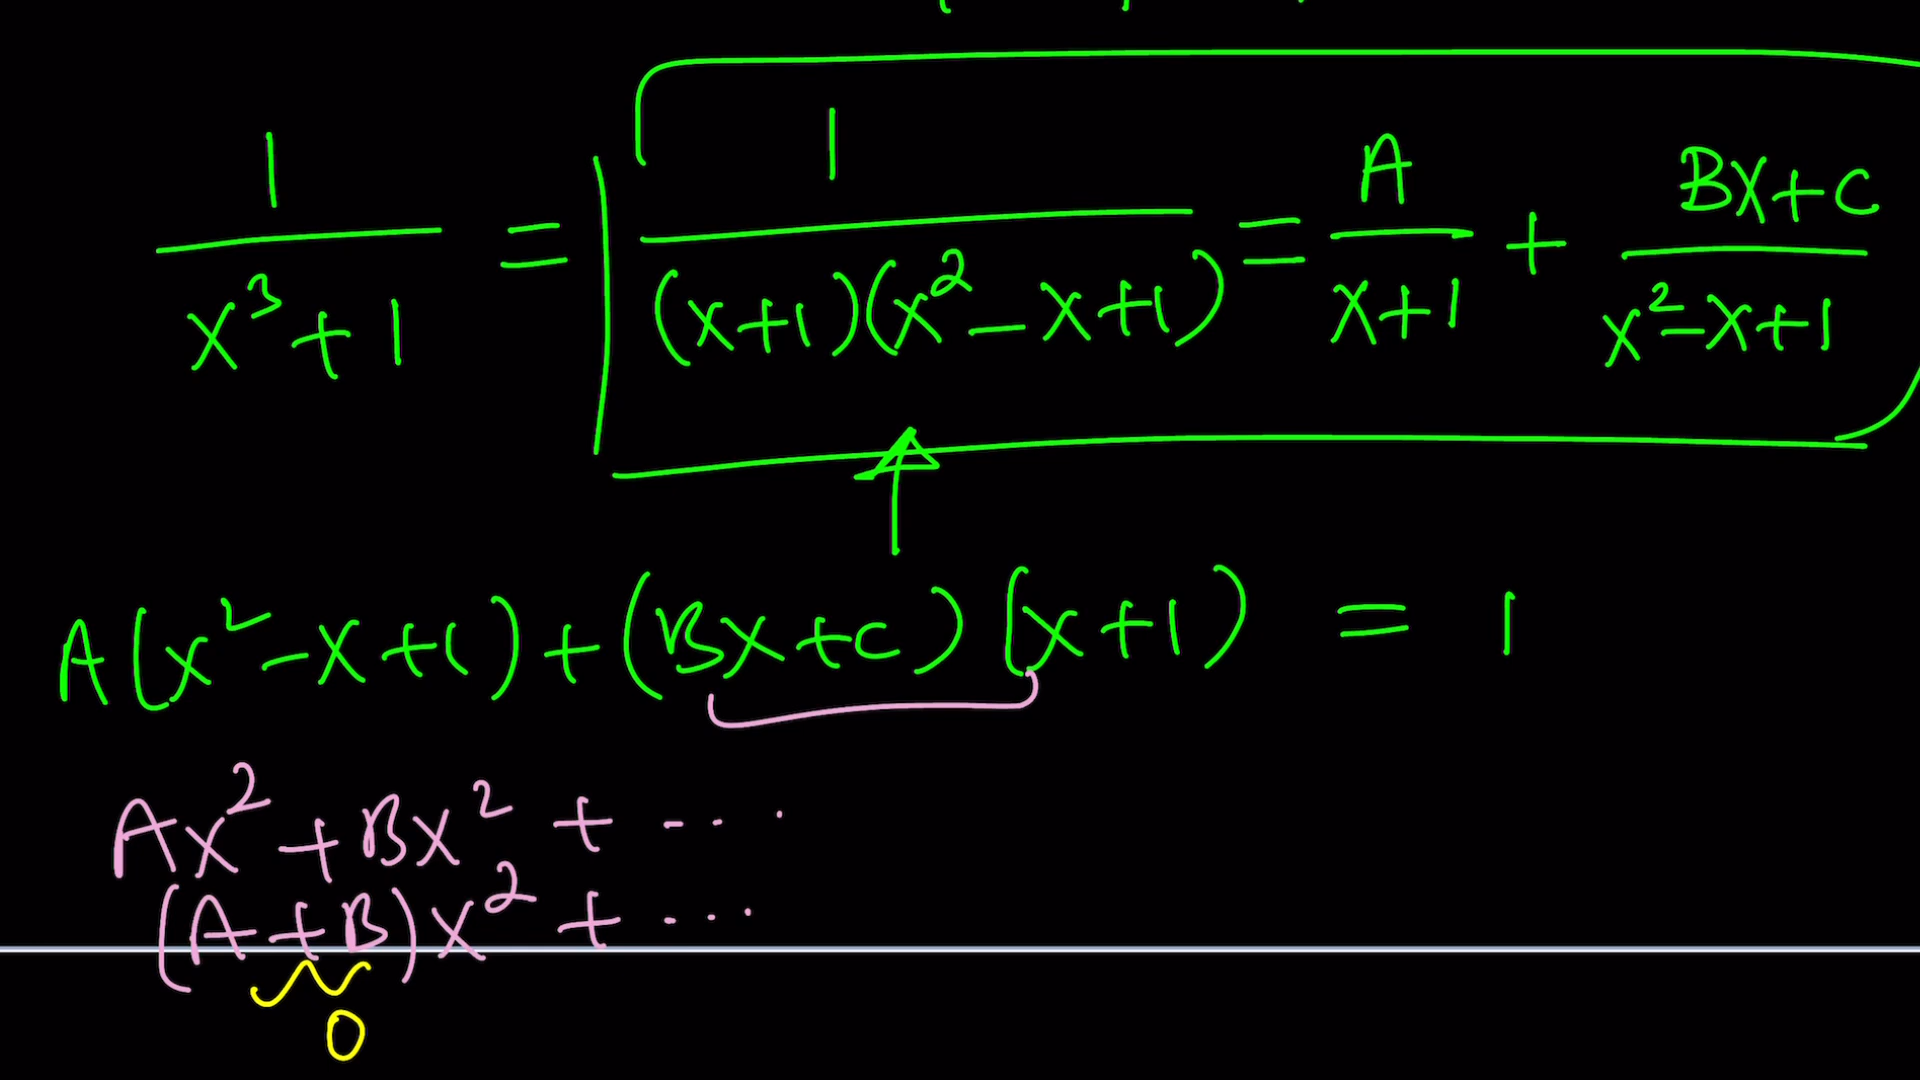 1/(x³+1) = 1/((x+1)(x²-x+1)) = A/(x+1) + (Bx+C)/(x²-x+1)
A(x²-x+1)+(Bx+C)(x+1) = 1
Ax²+Bx²+...
(A+B)x²+...
0